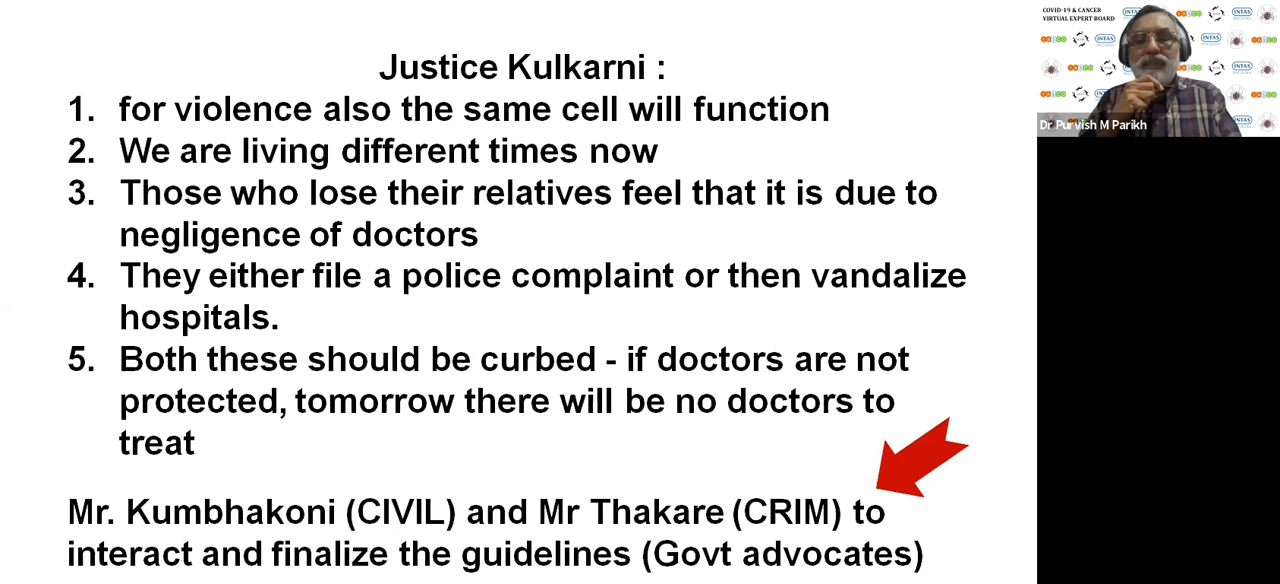 Justice Kulkarni :
1. for violence also the same cell will function
2. We are living different times now
3. Those who lose their relatives feel that it is due to
negligence of doctors
4. They either file a police complaint or then vandalize
hospitals.
5. Both these should be curbed - if doctors are not
protected, tomorrow there will be no doctors to
treat
Mr. Kumbhakoni (CIVIL) and Mr Thakare (CRIM) to
interact and finalize the guidelines (Govt advocates)
COVID-19 & CANCER
VIRTUAL EXPERT BOARD
INTAS
Dr Purvish M Parikh